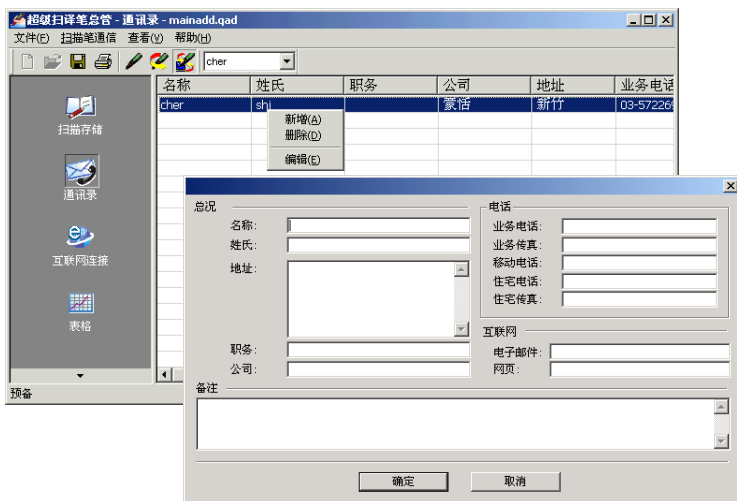 超级扫译笔总管 - 通讯录 - mainadd.qad
文件(F) 扫描笔通信 查看(V) 帮助(H)
cher
名称 姓氏 职务 公司 地址 业务电话
cher shi 蒙恬 新竹 03-57226
新增(A)
删除(D)
编辑(E)
扫描存储
通讯录
互联网连接
表格
预备
总况
名称:
姓氏:
地址:
职务:
公司:
电话
业务电话:
业务传真:
移动电话:
住宅电话:
住宅传真:
互联网
电子邮件:
网页:
备注
确定 取消